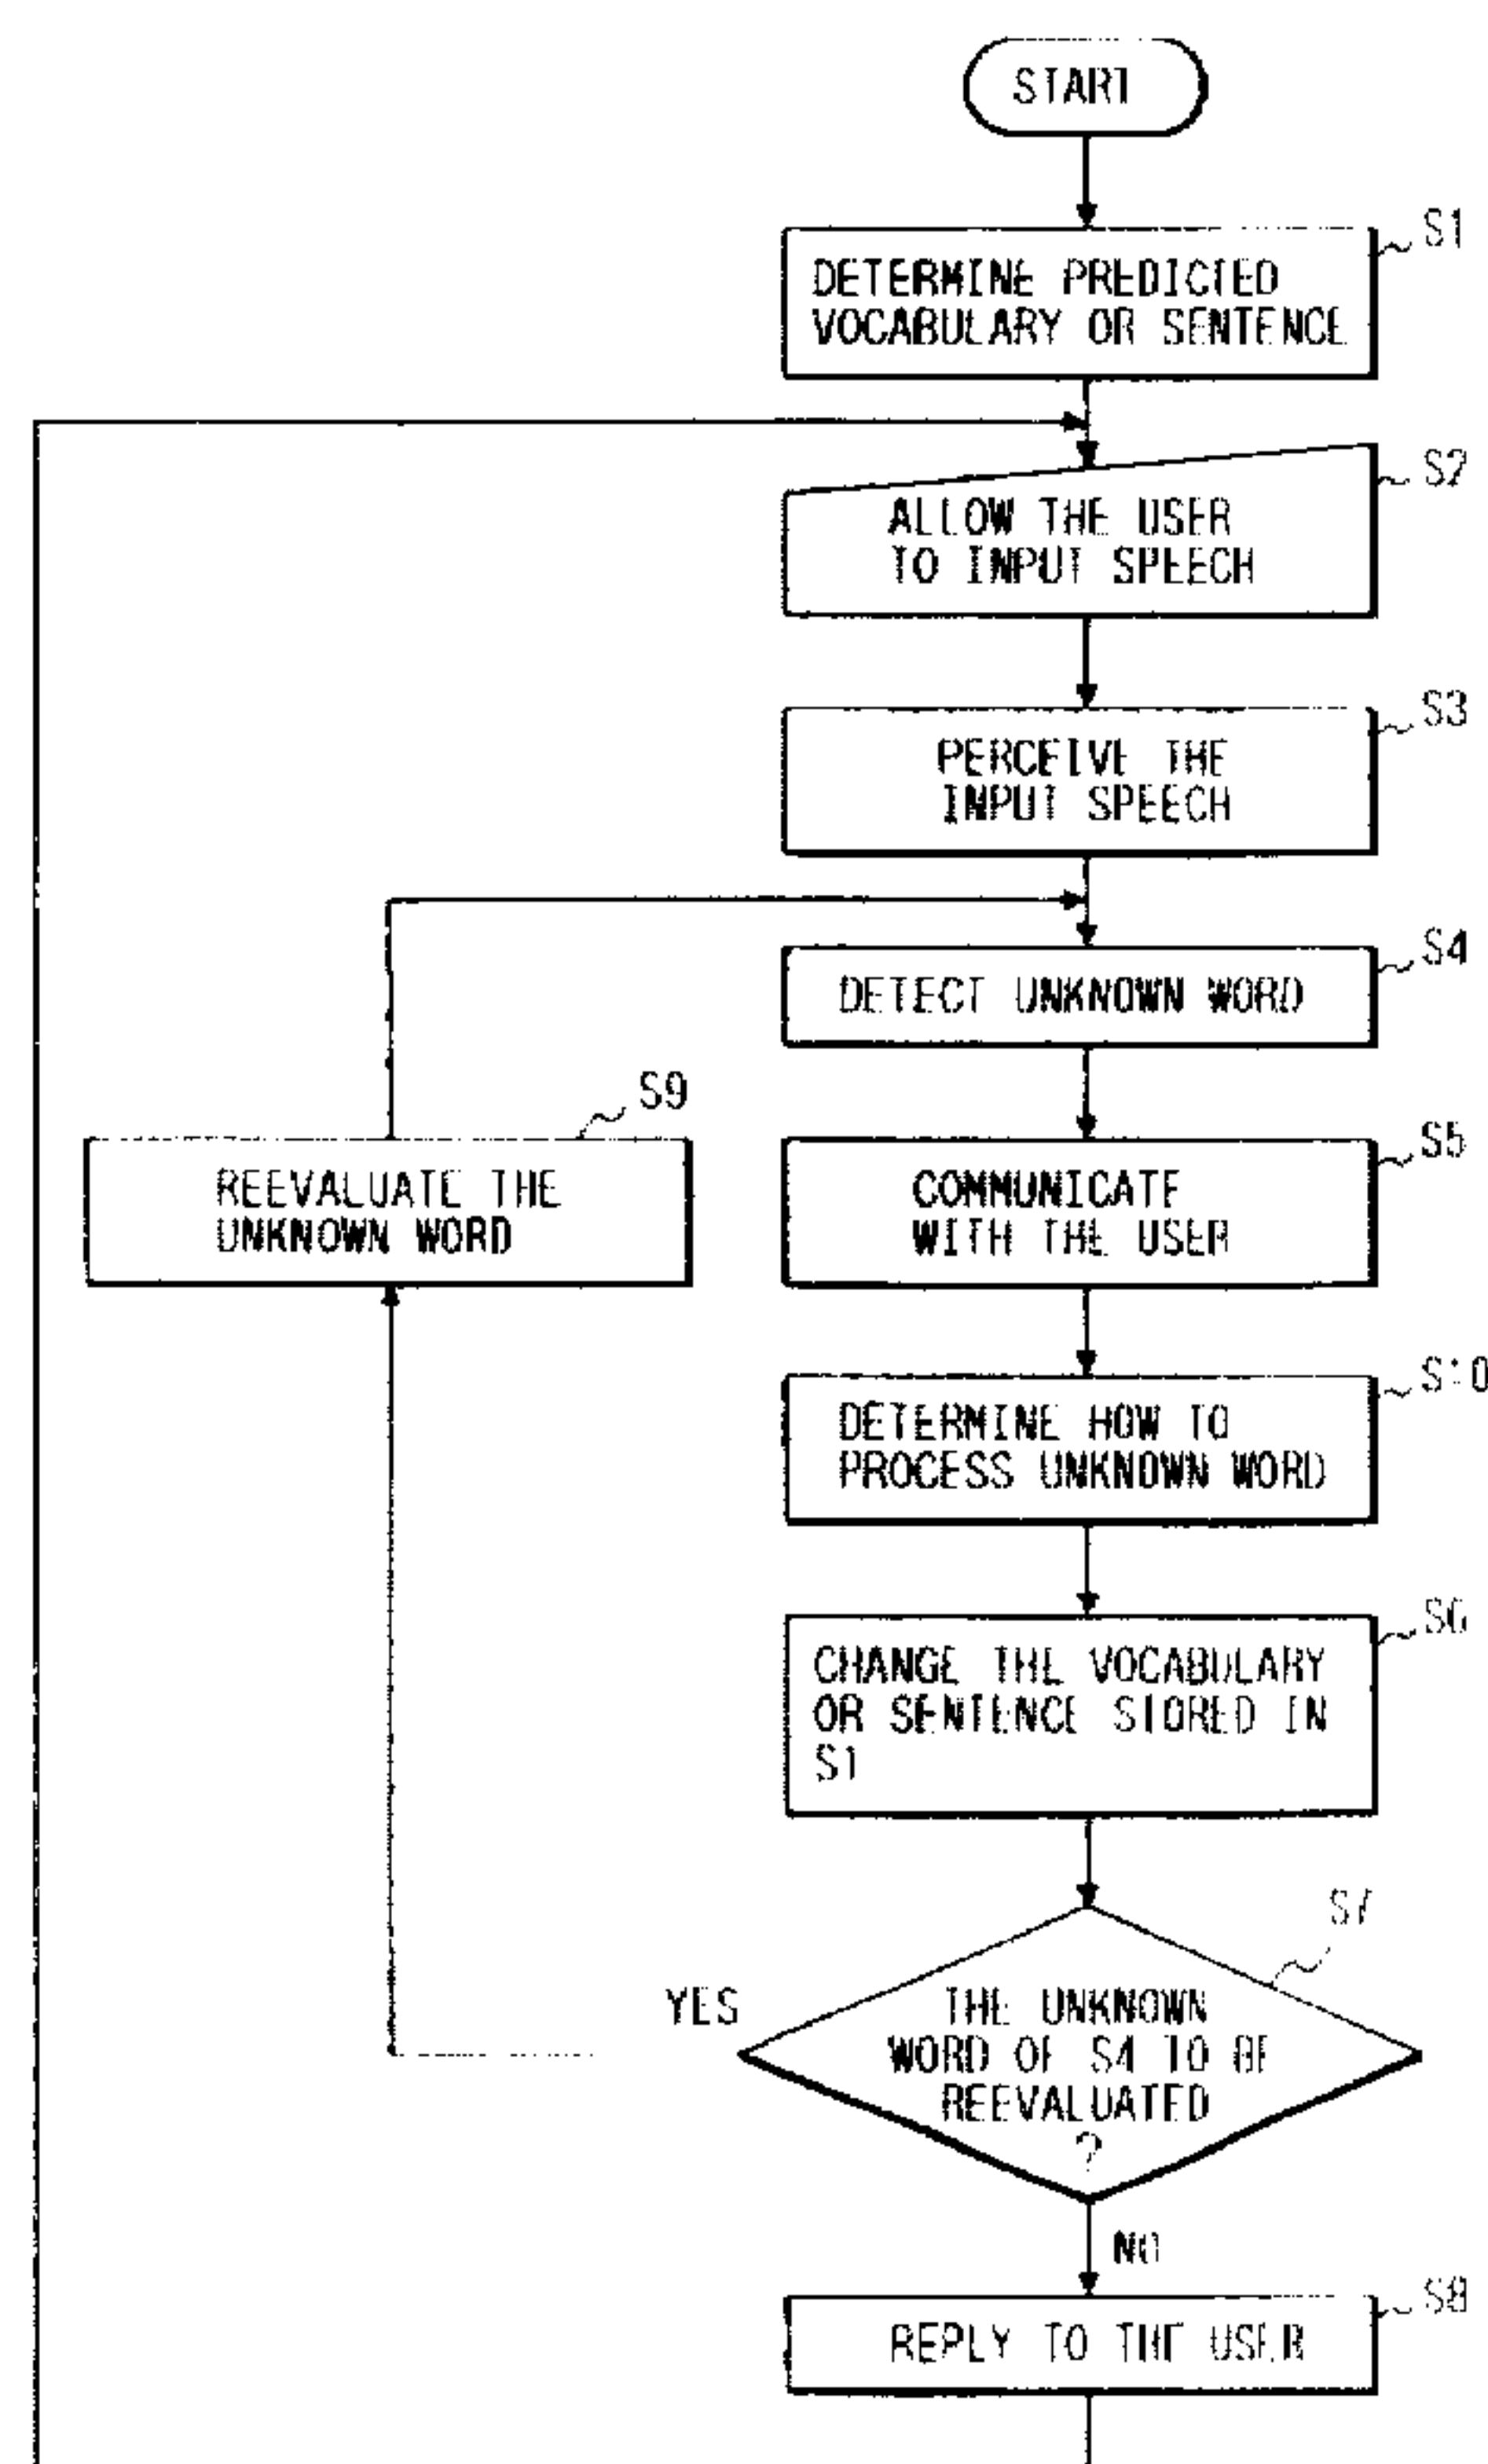 START
S1
DETERMINE PREDICTED
VOCABULARY OR SENTENCE
S2
ALLOW THE USER
TO INPUT SPEECH
S3
PERCEIVE THE
INPUT SPEECH
S4
DETECT UNKNOWN WORD
S9
REEVALUATE THE
UNKNOWN WORD
S5
COMMUNICATE
WITH THE USER
S10
DETERMINE HOW TO
PROCESS UNKNOWN WORD
S6
CHANGE THE VOCABULARY
OR SENTENCE STORED IN
S1
S7
YES
THE UNKNOWN
WORD OF S4 TO BE
REEVALUATED
?
NO
S8
REPLY TO THE USER